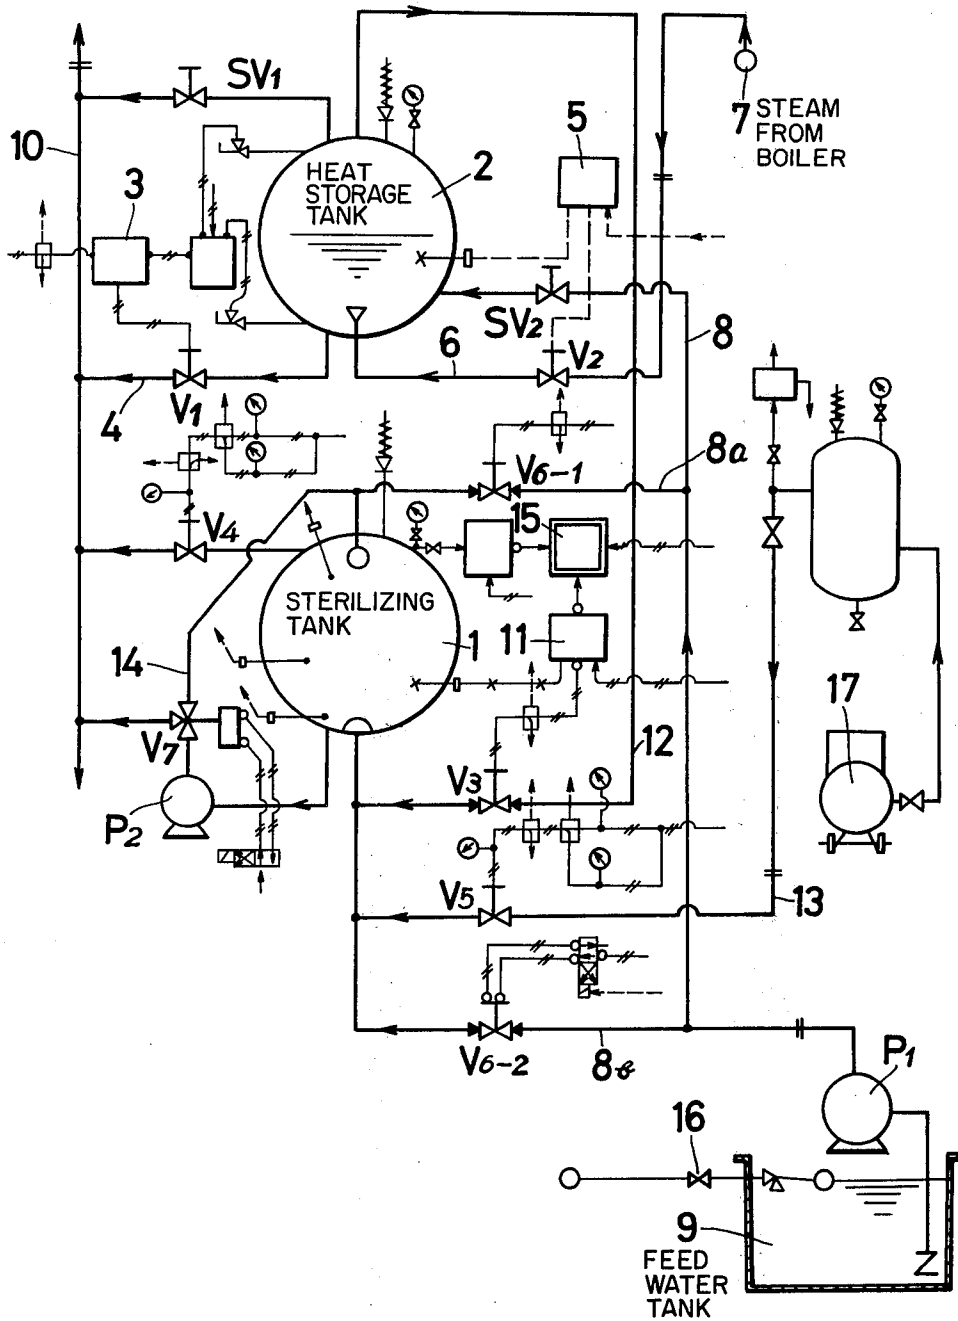 SV1
5
7 STEAM
FROM
BOILER
10
HEAT
STORAGE
TANK
2
3
SV2
8
6
V2
4
V1
V6-1
8a
V4
15
STERILIZING
TANK
1
11
14
17
V7
12
V3
P2
V5
13
V6-2
8b
P1
16
9
FEED
WATER
TANK